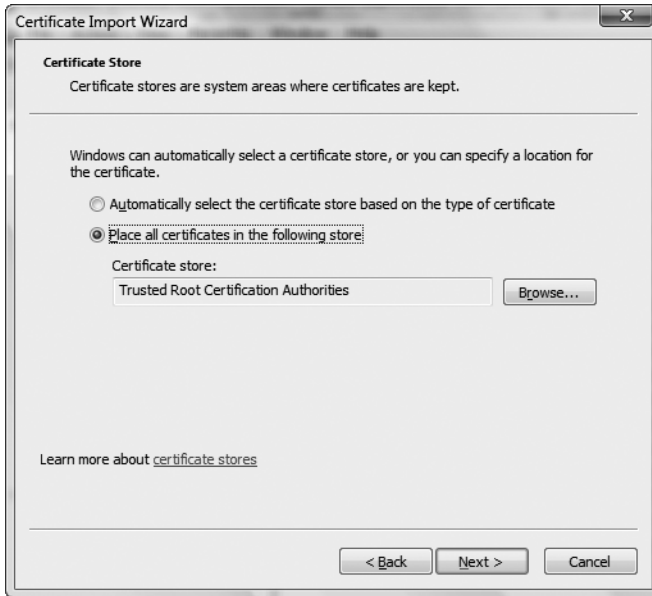 Certificate Import Wizard
Certificate Store
Certificate stores are system areas where certificates are kept.
Windows can automatically select a certificate store, or you can specify a location for
the certificate.
Automatically select the certificate store based on the type of certificate
Place all certificates in the following store
Certificate store:
Trusted Root Certification Authorities
Browse...
Learn more about certificate stores
< Back
Next >
Cancel